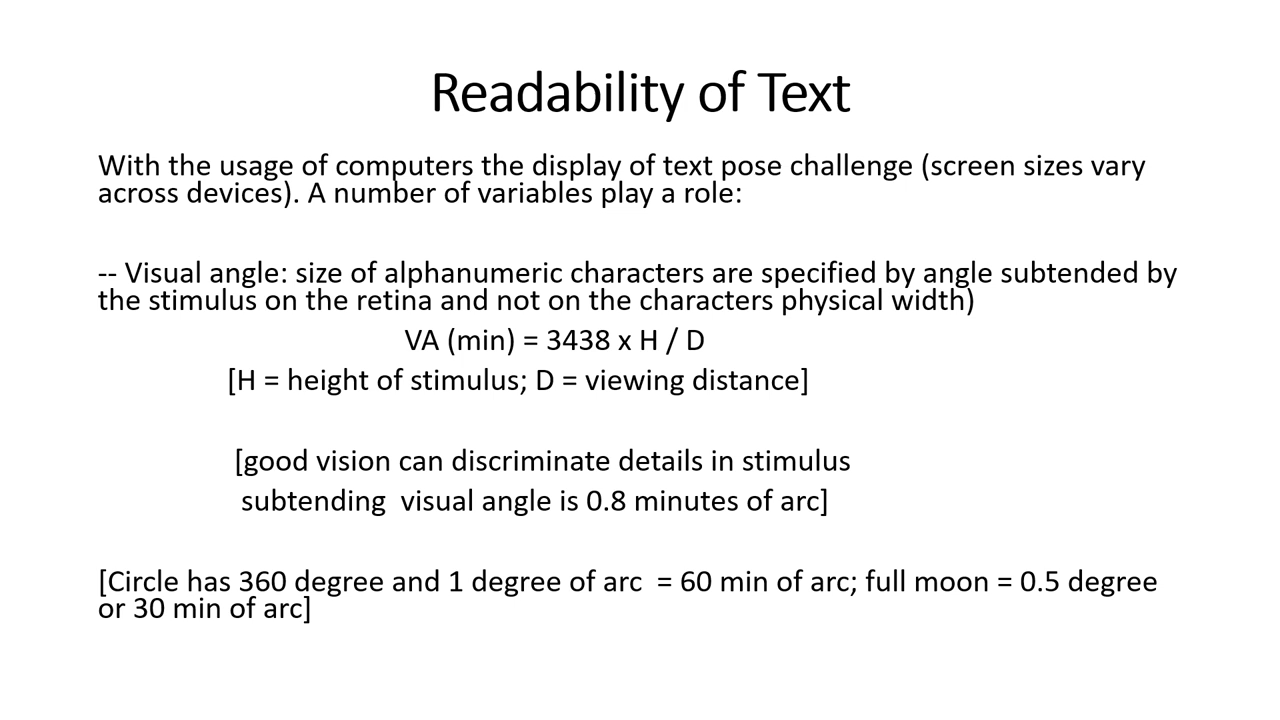 Readability of Text
With the usage of computers the display of text pose challenge (screen sizes vary
across devices). A number of variables play a role:
-- Visual angle: size of alphanumeric characters are specified by angle subtended by
the stimulus on the retina and not on the characters physical width)
VA (min) = 3438 x H / D
[H = height of stimulus; D = viewing distance]
[good vision can discriminate details in stimulus
subtending  visual angle is 0.8 minutes of arc]
[Circle has 360 degree and 1 degree of arc  = 60 min of arc; full moon = 0.5 degree
or 30 min of arc]